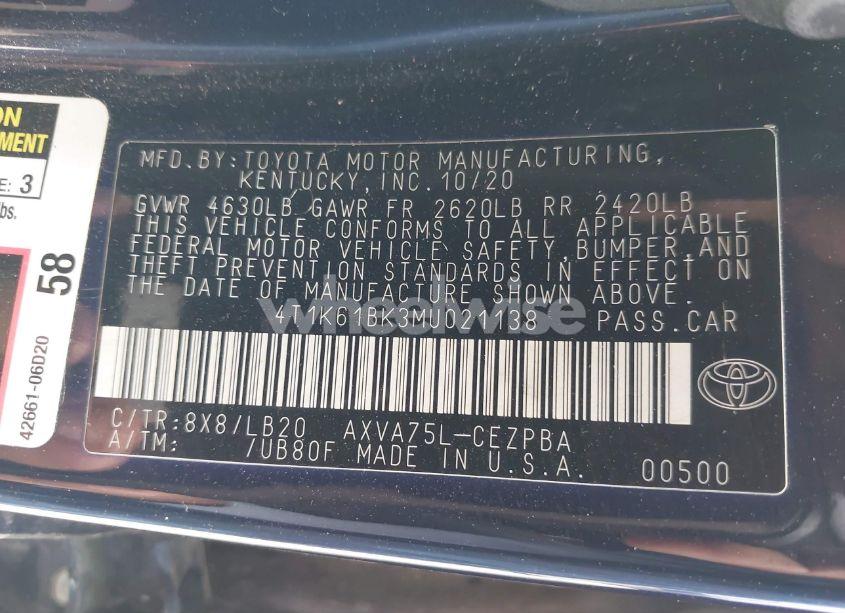 ON
EMENT
E: 3
lbs.
58
42661-06D20
MFD.BY:TOYOTA MOTOR MANUFACTURING,
KENTUCKY,INC.10/20
GVWR 4630LB GAWR FR 2620LB RR 2420LB
THIS VEHICLE CONFORMS TO ALL APPLICABLE
FEDERAL MOTOR VEHICLE SAFETY,BUMPER,AND
THEFT PREVENTION STANDARDS IN EFFECT ON
THE DATE OF MANUFACTURE SHOWN ABOVE.
4T1K61BK3MU021138 PASS.CAR
wheelwise
C/TR:8X8/LB20 AXVA75L-CEZPBA
A/TM: /UB80F MADE IN U.S.A.
00500